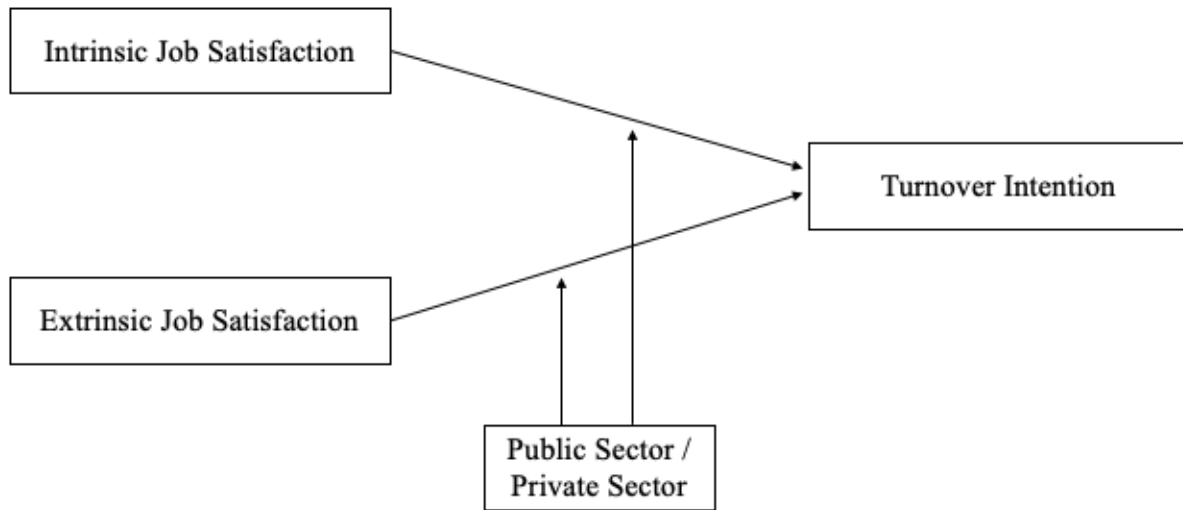 Intrinsic Job Satisfaction
Turnover Intention
Extrinsic Job Satisfaction
Public Sector /
Private Sector